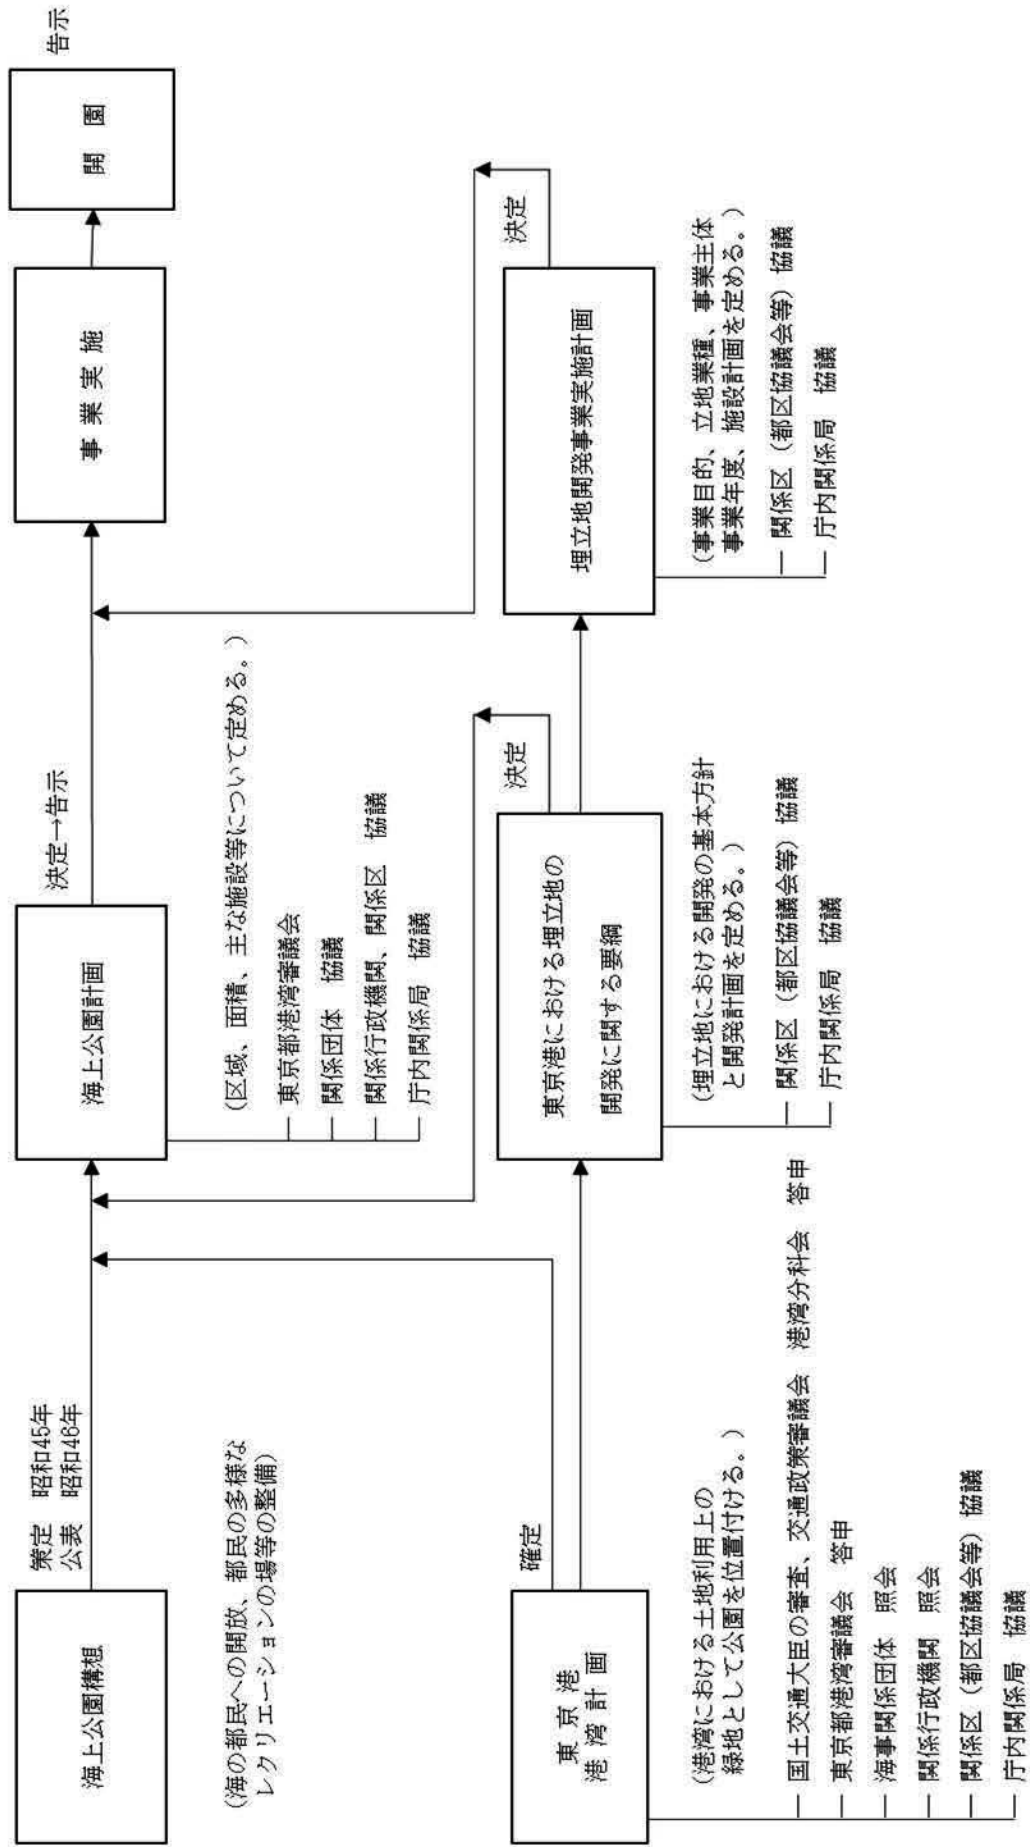 海上公園構想
策定　昭和45年
公表　昭和46年
（海の都民への開放、都民の多様な
レクリエーションの場等の整備）
海上公園計画
決定→告示
（区域、面積、主な施設等について定める。）
東京都港湾審議会
関係団体　協議
関係行政機関、関係区　協議
庁内関係局　協議
事 業 実 施
開　園
告示
東 京 港
港 湾 計 画
確定
（港湾における土地利用上の
緑地として公園を位置付ける。）
国土交通大臣の審査、交通政策審議会　港湾分科会　答申
東京都港湾審議会　答申
海事関係団体　照会
関係行政機関　照会
関係区（都区協議会等）協議
庁内関係局　協議
東京港における埋立地の
開発に関する要綱
決定
（埋立地における開発の基本方針
と開発計画を定める。）
関係区（都区協議会等）協議
庁内関係局　協議
埋立地開発事業実施計画
決定
（事業目的、立地業種、事業主体
事業年度、施設計画を定める。）
関係区（都区協議会等）協議
庁内関係局　協議